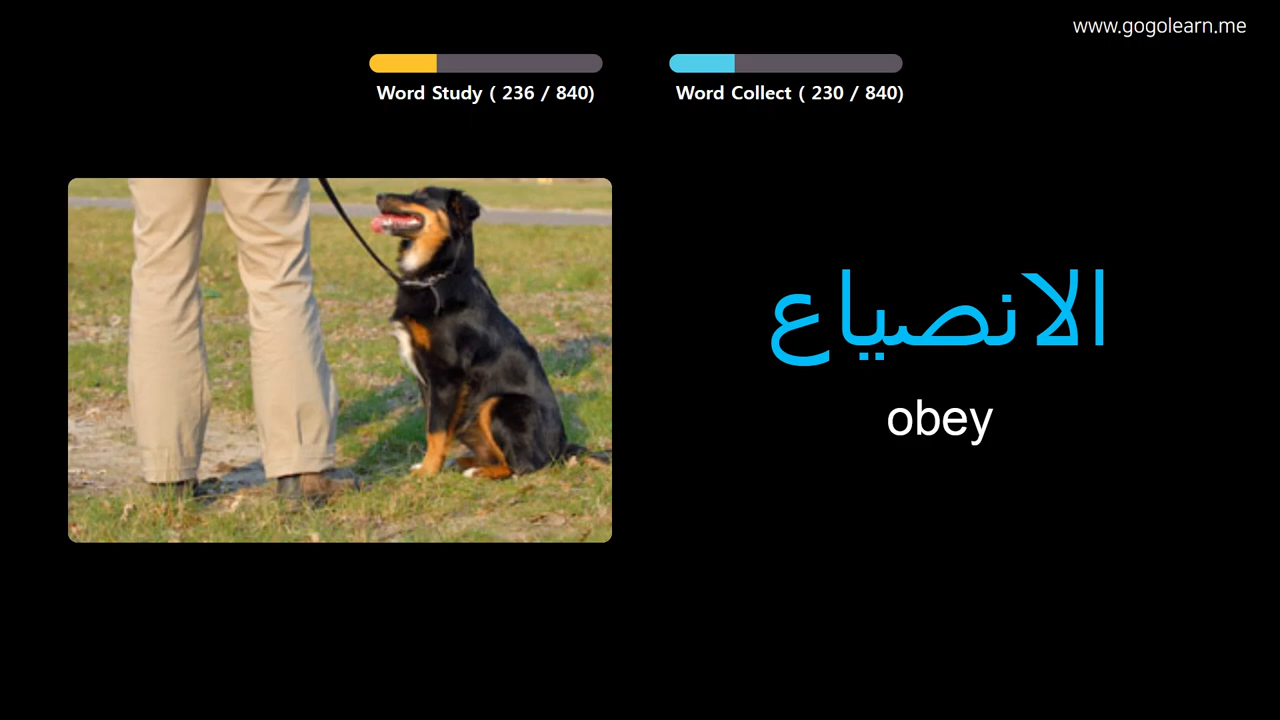 www.gogolearn.me
Word Study ( 236 / 840)
Word Collect ( 230 / 840)
الانصياع
obey